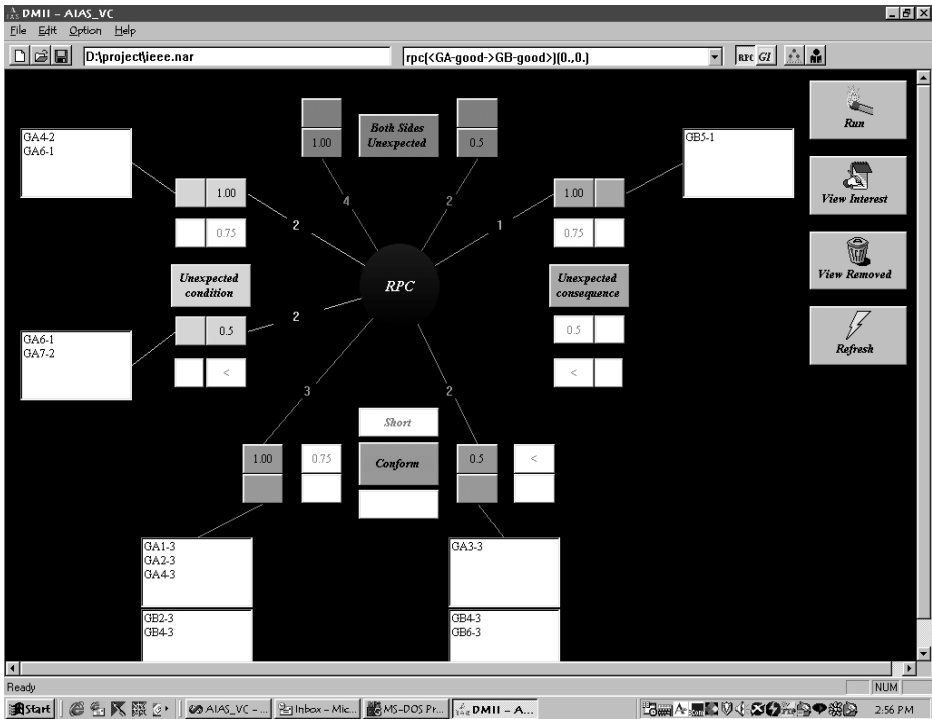 DMII - AIAS_VC
File Edit Option Help
D:\project\ieee.nar
rpc(<GA-good->GB-good>)(0.,0.)
RPC GI
Both Sides
Unexpected
1.00
0.5
GA4-2
GA6-1
GB5-1
Run
1.00
1.00
4
2
2
1
View Interest
0.75
0.75
Unexpected
condition
RPC
Unexpected
consequence
View Removed
2
0.5
0.5
GA6-1
GA7-2
Refresh
<
<
3
2
Short
1.00
0.75
Conform
0.5
<
GA1-3
GA2-3
GA4-3
GA3-3
GB2-3
GB4-3
GB4-3
GB6-3
Ready
NUM
Start
AIAS_VC - ...
Inbox - Mic...
MS-DOS Pr...
DMII - A...
2:56 PM